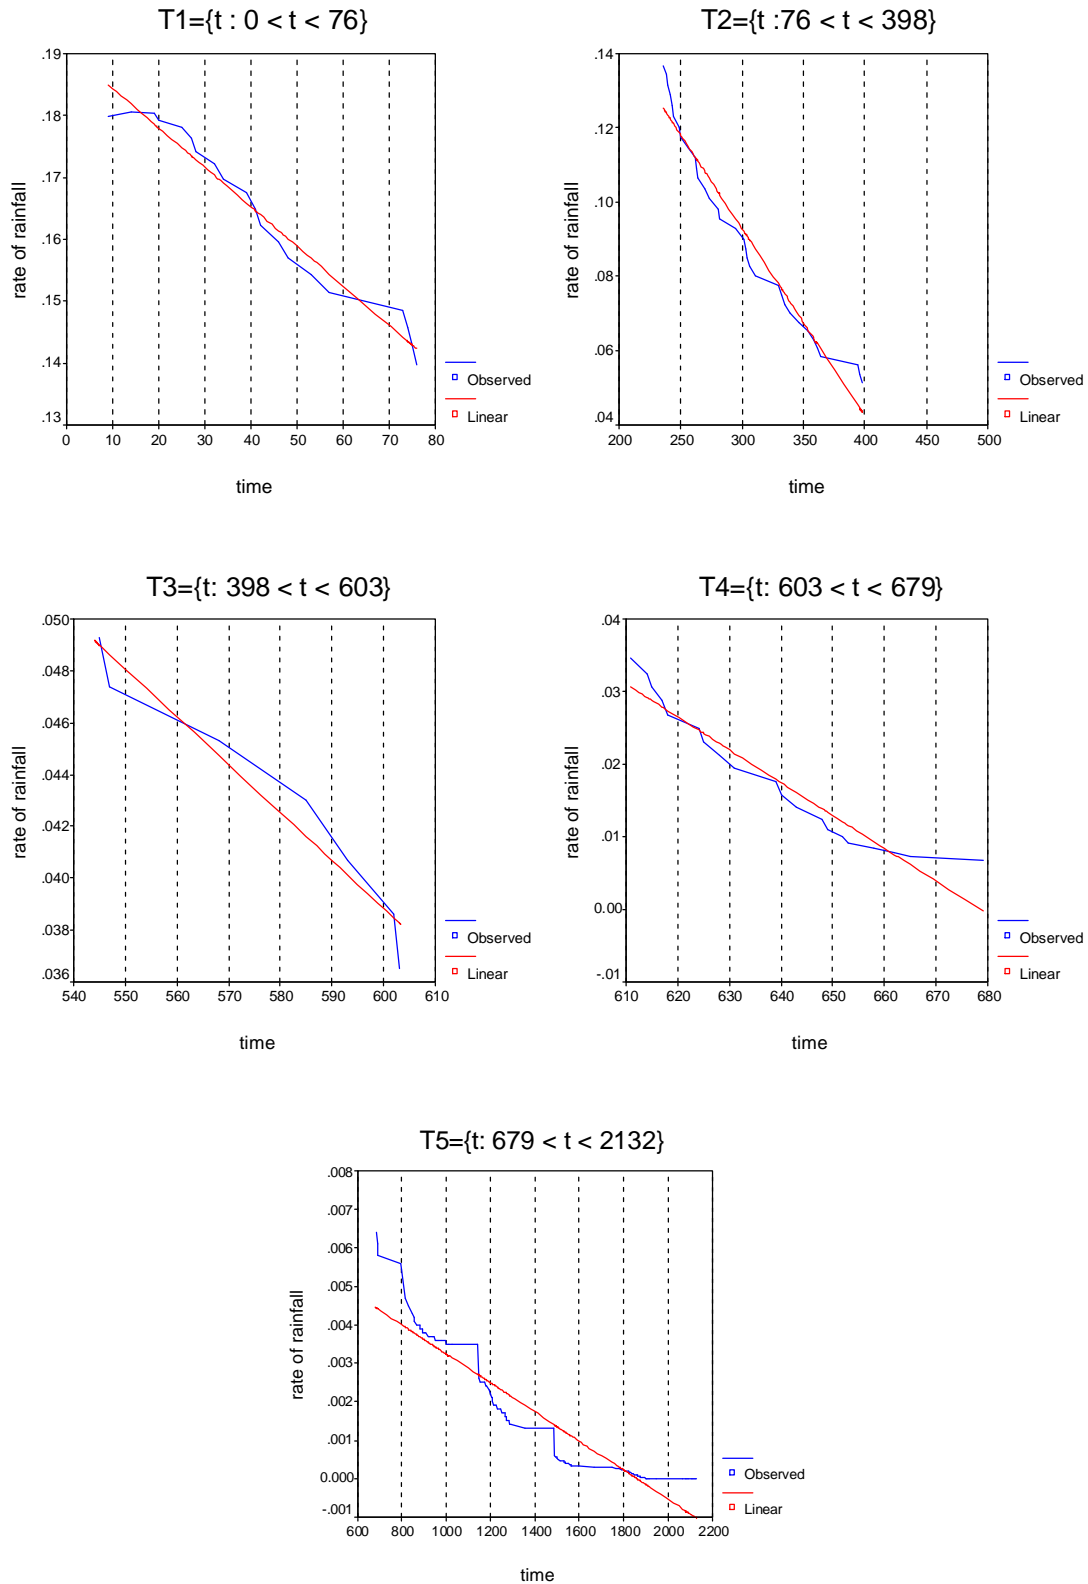 T1={t : 0 < t < 76}
.19
.18
.17
.16
.15
.14
.13
rate of rainfall
0 10 20 30 40 50 60 70 80
time
Observed
Linear
T2={t :76 < t < 398}
.14
.12
.10
.08
.06
.04
rate of rainfall
200 250 300 350 400 450 500
time
Observed
Linear
T3={t: 398 < t < 603}
.050
.048
.046
.044
.042
.040
.038
.036
rate of rainfall
540 550 560 570 580 590 600 610
time
Observed
Linear
T4={t: 603 < t < 679}
.04
.03
.02
.01
0.00
-.01
rate of rainfall
610 620 630 640 650 660 670 680
time
Observed
Linear
T5={t: 679 < t < 2132}
.008
.007
.006
.005
.004
.003
.002
.001
0.000
-.001
rate of rainfall
600 800 1000 1200 1400 1600 1800 2000 2200
time
Observed
Linear